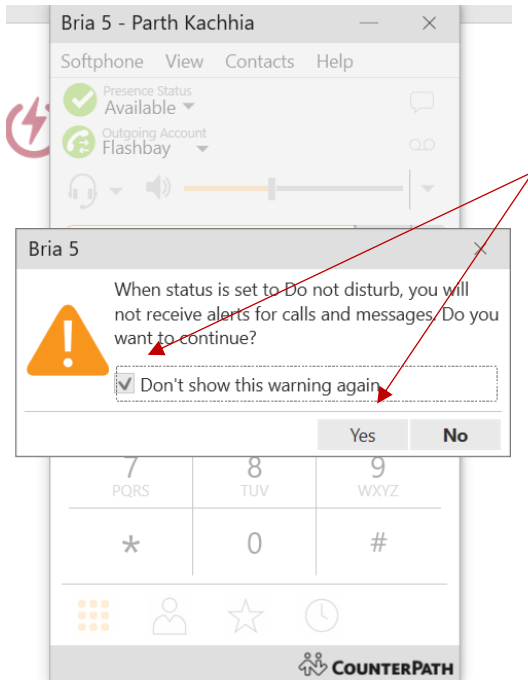 Bria 5 - Parth Kachhia
Softphone View Contacts Help
Presence Status
Available
Outgoing Account
Flashbay
Bria 5
When status is set to Do not disturb, you will
not receive alerts for calls and messages. Do you
want to continue?
Don't show this warning again
Yes No
7 8 9
PQRS TUV WXYZ
* 0 #
COUNTERPATH